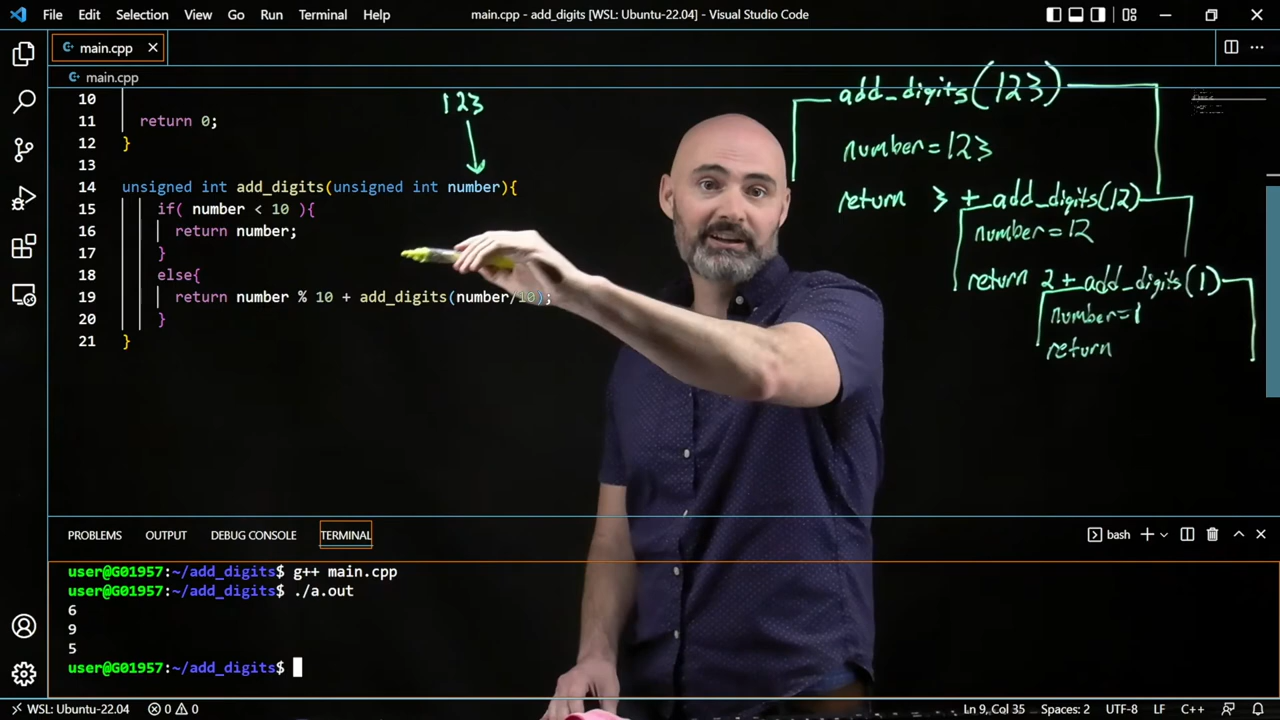 File Edit Selection View Go Run Terminal Help
main.cpp - add_digits [WSL: Ubuntu-22.04] - Visual Studio Code
main.cpp
main.cpp
10
11 return 0;
12 }
13
14 unsigned int add_digits(unsigned int number){
15 if( number < 10 ){
16 return number;
17 }
18 else{
19 return number % 10 + add_digits(number/10);
20 }
21 }
123
add_digits(123)
number=123
return 3 + add_digits(12)
number=12
return 2 + add_digits(1)
number=1
return
PROBLEMS OUTPUT DEBUG CONSOLE TERMINAL
bash
user@G01957:~/add_digits$ g++ main.cpp
user@G01957:~/add_digits$ ./a.out
6
9
5
user@G01957:~/add_digits$
WSL: Ubuntu-22.04 0 0
Ln 9, Col 35 Spaces: 2 UTF-8 LF C++